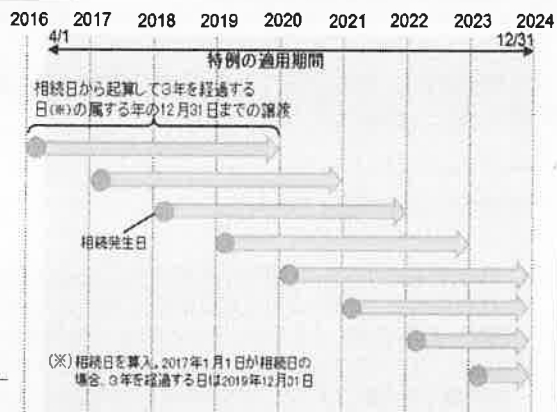 2016 2017 2018 2019 2020 2021 2022 2023 2024
4/1 12/31
特例の適用期間
相続日から起算して3年を経過する
日(※)の属する年の12月31日までの譲渡
相続発生日
(※)相続日を算入。2017年1月1日が相続日の
場合、3年を経過する日は2019年12月31日